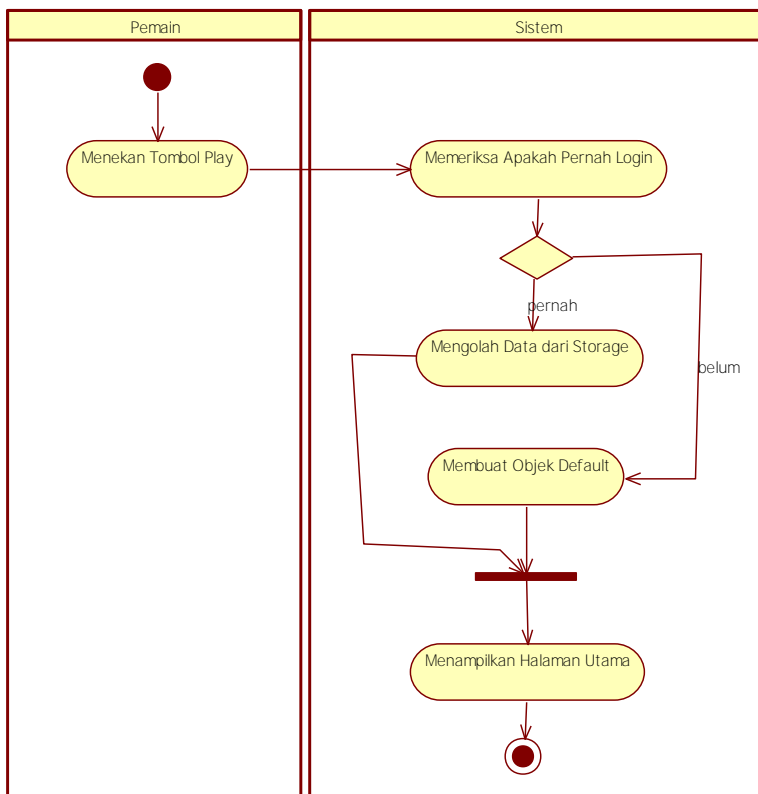 Pemain
Sistem
Menekan Tombol Play
Memeriksa Apakah Pernah Login
pernah
Mengolah Data dari Storage
belum
Membuat Objek Default
Menampilkan Halaman Utama